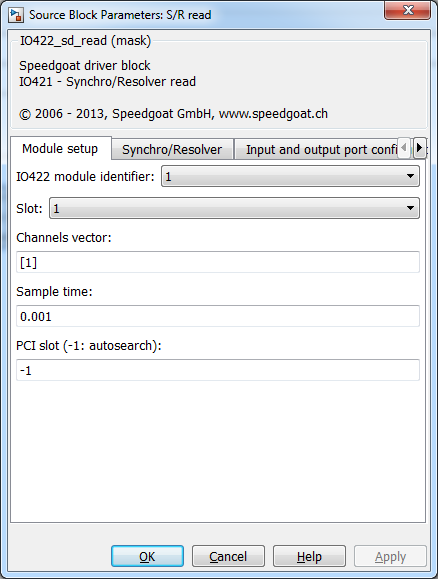 Source Block Parameters: S/R read
IO422_sd_read (mask)
Speedgoat driver block
IO421 - Synchro/Resolver read
© 2006 - 2013, Speedgoat GmbH, www.speedgoat.ch
Module setup Synchro/Resolver Input and output port confi
IO422 module identifier: 1
Slot: 1
Channels vector:
[1]
Sample time:
0.001
PCI slot (-1: autosearch):
-1
OK Cancel Help Apply